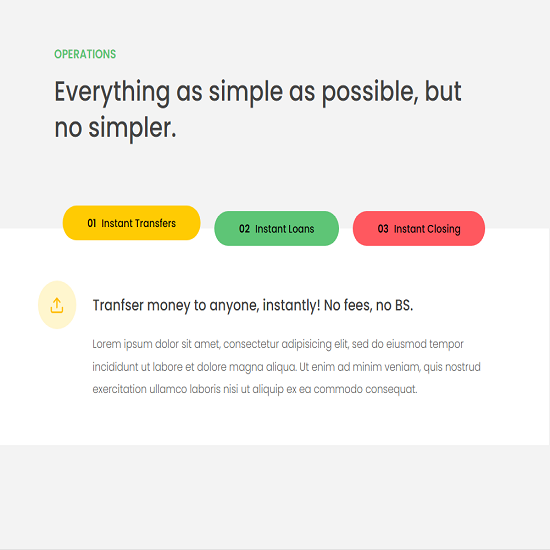 OPERATIONS
Everything as simple as possible, but
no simpler.
01 Instant Transfers
02 Instant Loans
03 Instant Closing
Tranfser money to anyone, instantly! No fees, no BS.
Lorem ipsum dolor sit amet, consectetur adipisicing elit, sed do eiusmod tempor
incididunt ut labore et dolore magna aliqua. Ut enim ad minim veniam, quis nostrud
exercitation ullamco laboris nisi ut aliquip ex ea commodo consequat.